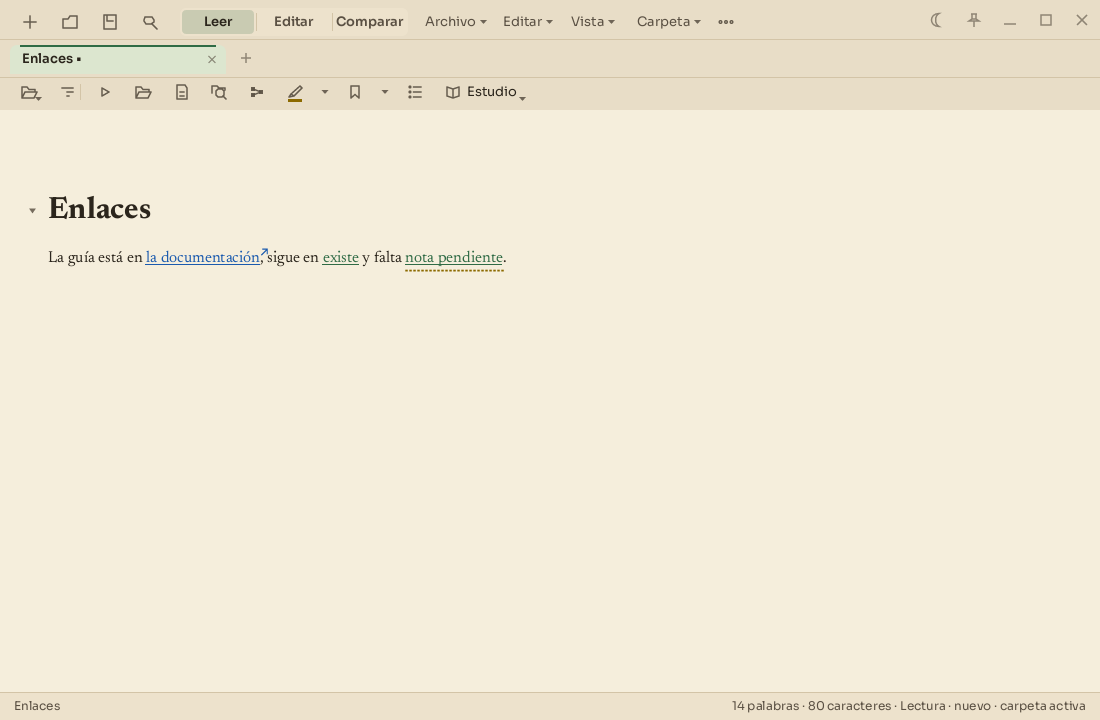 Leer Editar Comparar Archivo Editar Vista Carpeta
Enlaces
Estudio
Enlaces
La guía está en la documentación, sigue en existe y falta nota pendiente.
Enlaces 14 palabras · 80 caracteres · Lectura · nuevo · carpeta activa